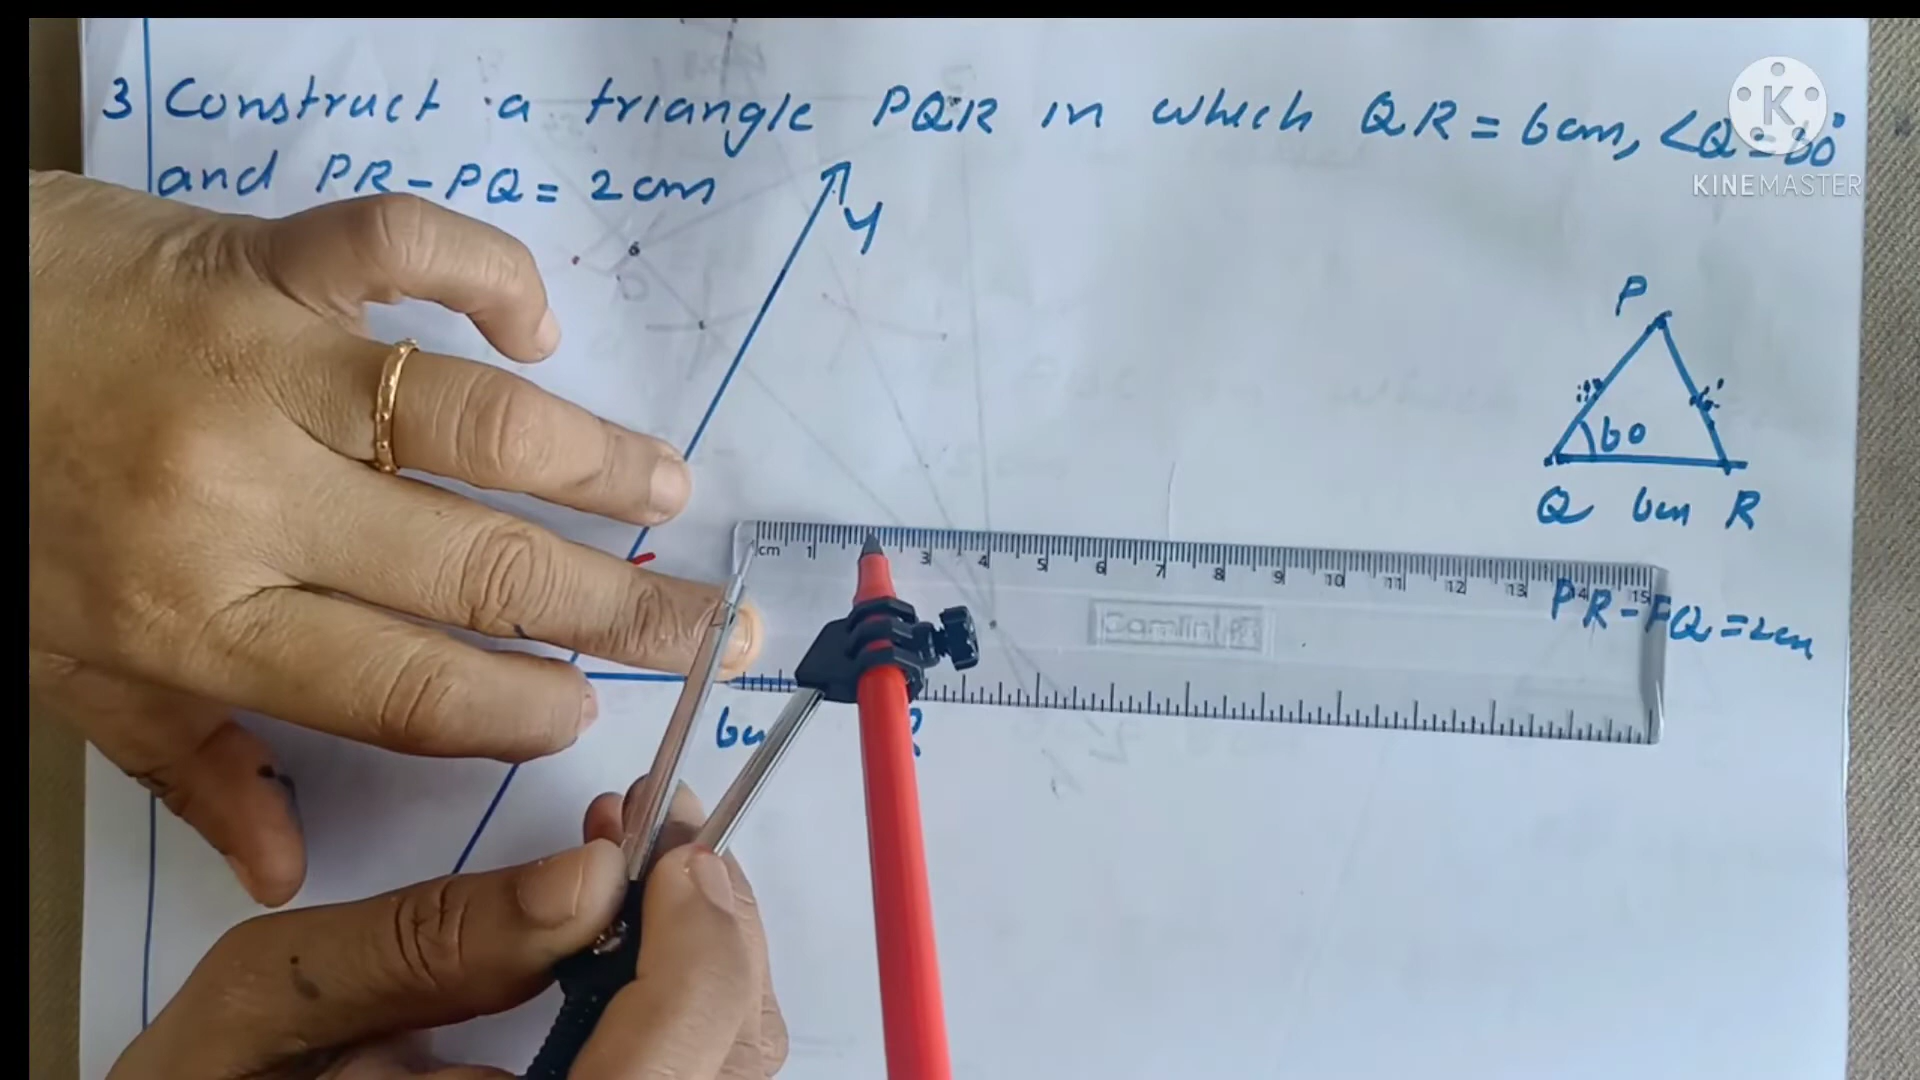 3 Construct a triangle PQR in which QR = 6cm, ∠Q = 60°
and PR - PQ = 2cm
K
KINEMASTER
y
P
60
Q 6cm R
cm 1 3 4 5 6 7 8 9 10 11 12 13 14 15
Camlin
PR - PQ = 2cm
R